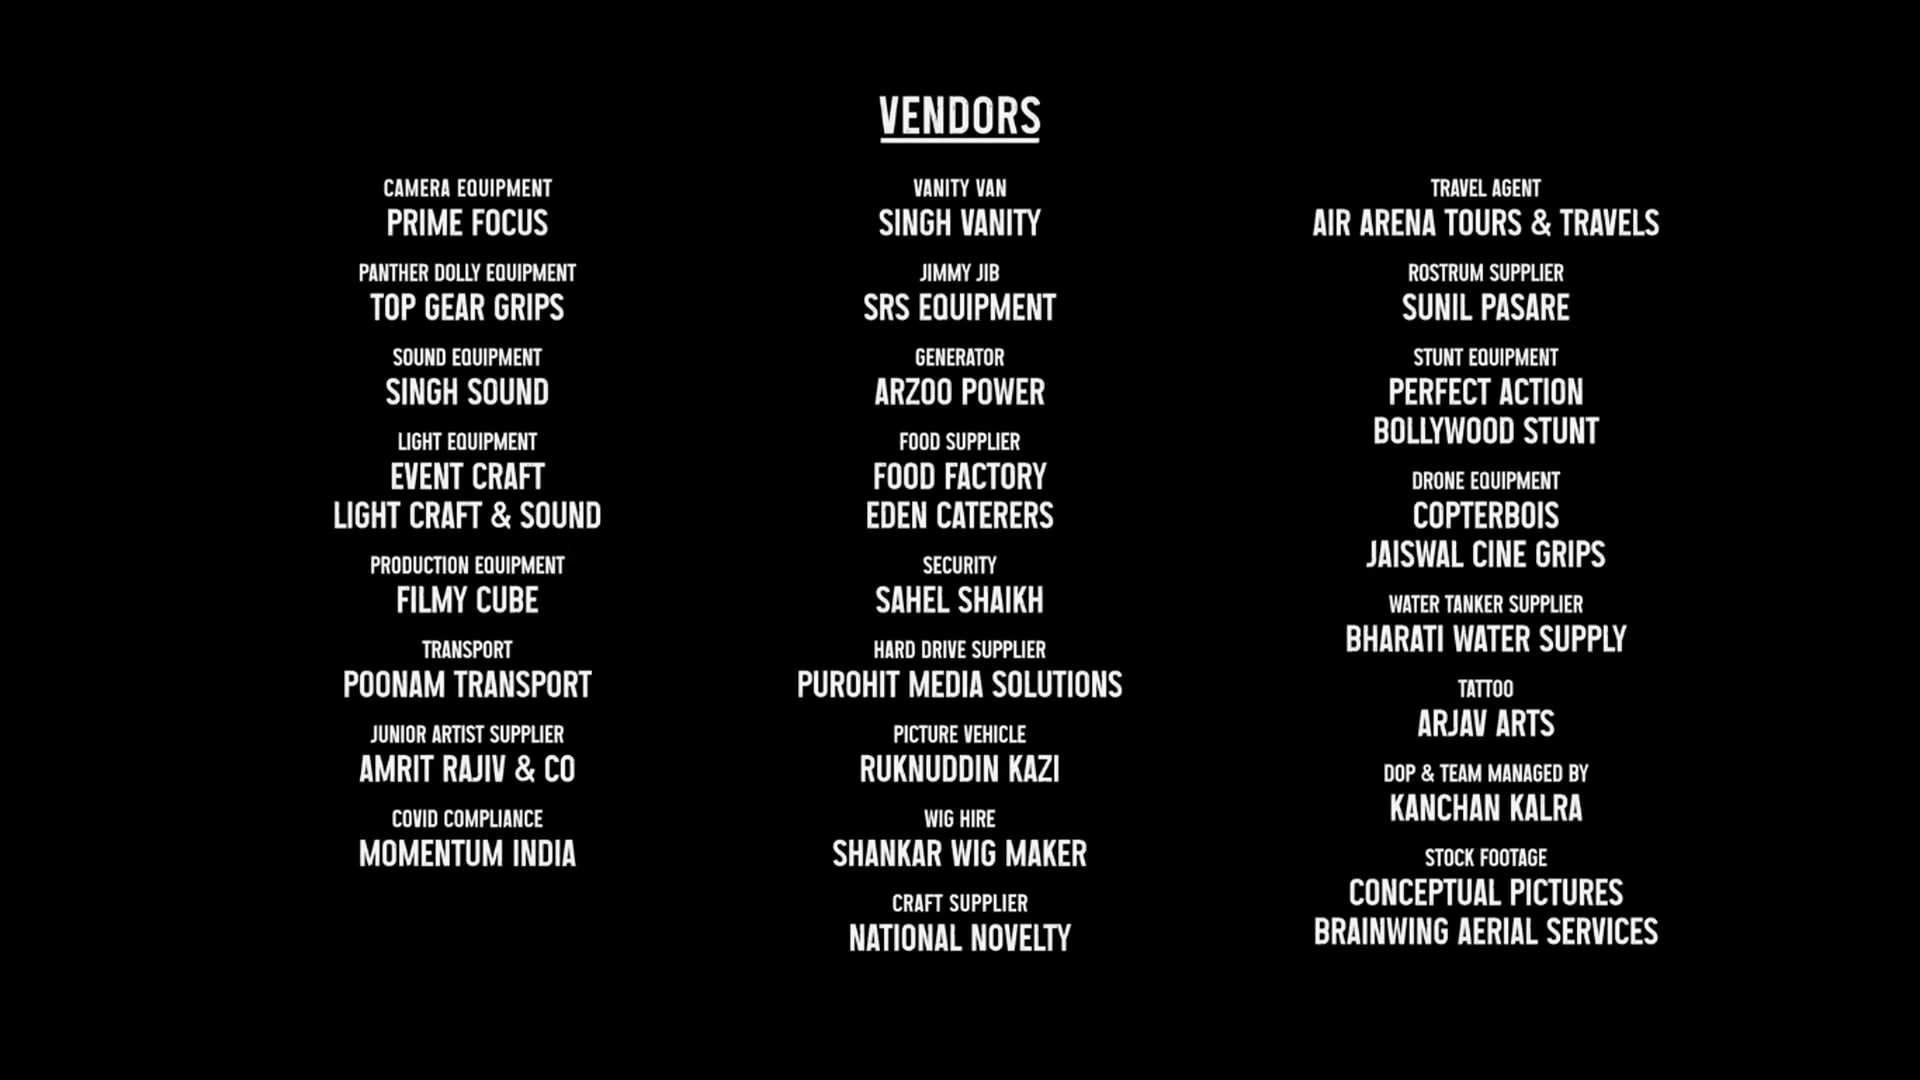 VENDORS
CAMERA EQUIPMENT
PRIME FOCUS
PANTHER DOLLY EQUIPMENT
TOP GEAR GRIPS
SOUND EQUIPMENT
SINGH SOUND
LIGHT EQUIPMENT
EVENT CRAFT
LIGHT CRAFT & SOUND
PRODUCTION EQUIPMENT
FILMY CUBE
TRANSPORT
POONAM TRANSPORT
JUNIOR ARTIST SUPPLIER
AMRIT RAJIV & CO
COVID COMPLIANCE
MOMENTUM INDIA
VANITY VAN
SINGH VANITY
JIMMY JIB
SRS EQUIPMENT
GENERATOR
ARZOO POWER
FOOD SUPPLIER
FOOD FACTORY
EDEN CATERERS
SECURITY
SAHEL SHAIKH
HARD DRIVE SUPPLIER
PUROHIT MEDIA SOLUTIONS
PICTURE VEHICLE
RUKNUDDIN KAZI
WIG HIRE
SHANKAR WIG MAKER
CRAFT SUPPLIER
NATIONAL NOVELTY
TRAVEL AGENT
AIR ARENA TOURS & TRAVELS
ROSTRUM SUPPLIER
SUNIL PASARE
STUNT EQUIPMENT
PERFECT ACTION
BOLLYWOOD STUNT
DRONE EQUIPMENT
COPTERBOIS
JAISWAL CINE GRIPS
WATER TANKER SUPPLIER
BHARATI WATER SUPPLY
TATTOO
ARJAV ARTS
DOP & TEAM MANAGED BY
KANCHAN KALRA
STOCK FOOTAGE
CONCEPTUAL PICTURES
BRAINWING AERIAL SERVICES